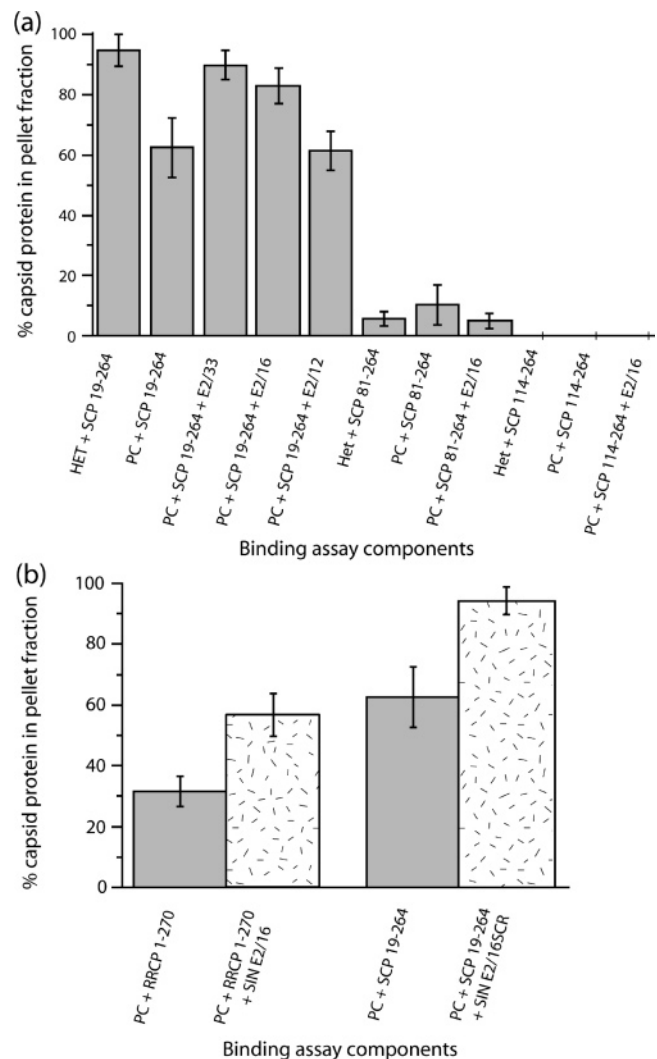 (a)
100
80
60
40
20
0
% capsid protein in pellet fraction
HET + SCP 19-264
PC + SCP 19-264
PC + SCP 19-264 + E2/33
PC + SCP 19-264 + E2/16
PC + SCP 19-264 + E2/12
Het + SCP 81-264
PC + SCP 81-264
PC + SCP 81-264 + E2/16
Het + SCP 114-264
PC + SCP 114-264
PC + SCP 114-264 + E2/16
Binding assay components
(b)
100
80
60
40
20
0
% capsid protein in pellet fraction
PC + RRCP 1-270
PC + RRCP 1-270
+ SIN E2/16
PC + SCP 19-264
PC + SCP 19-264
+ SIN E2/16SCR
Binding assay components